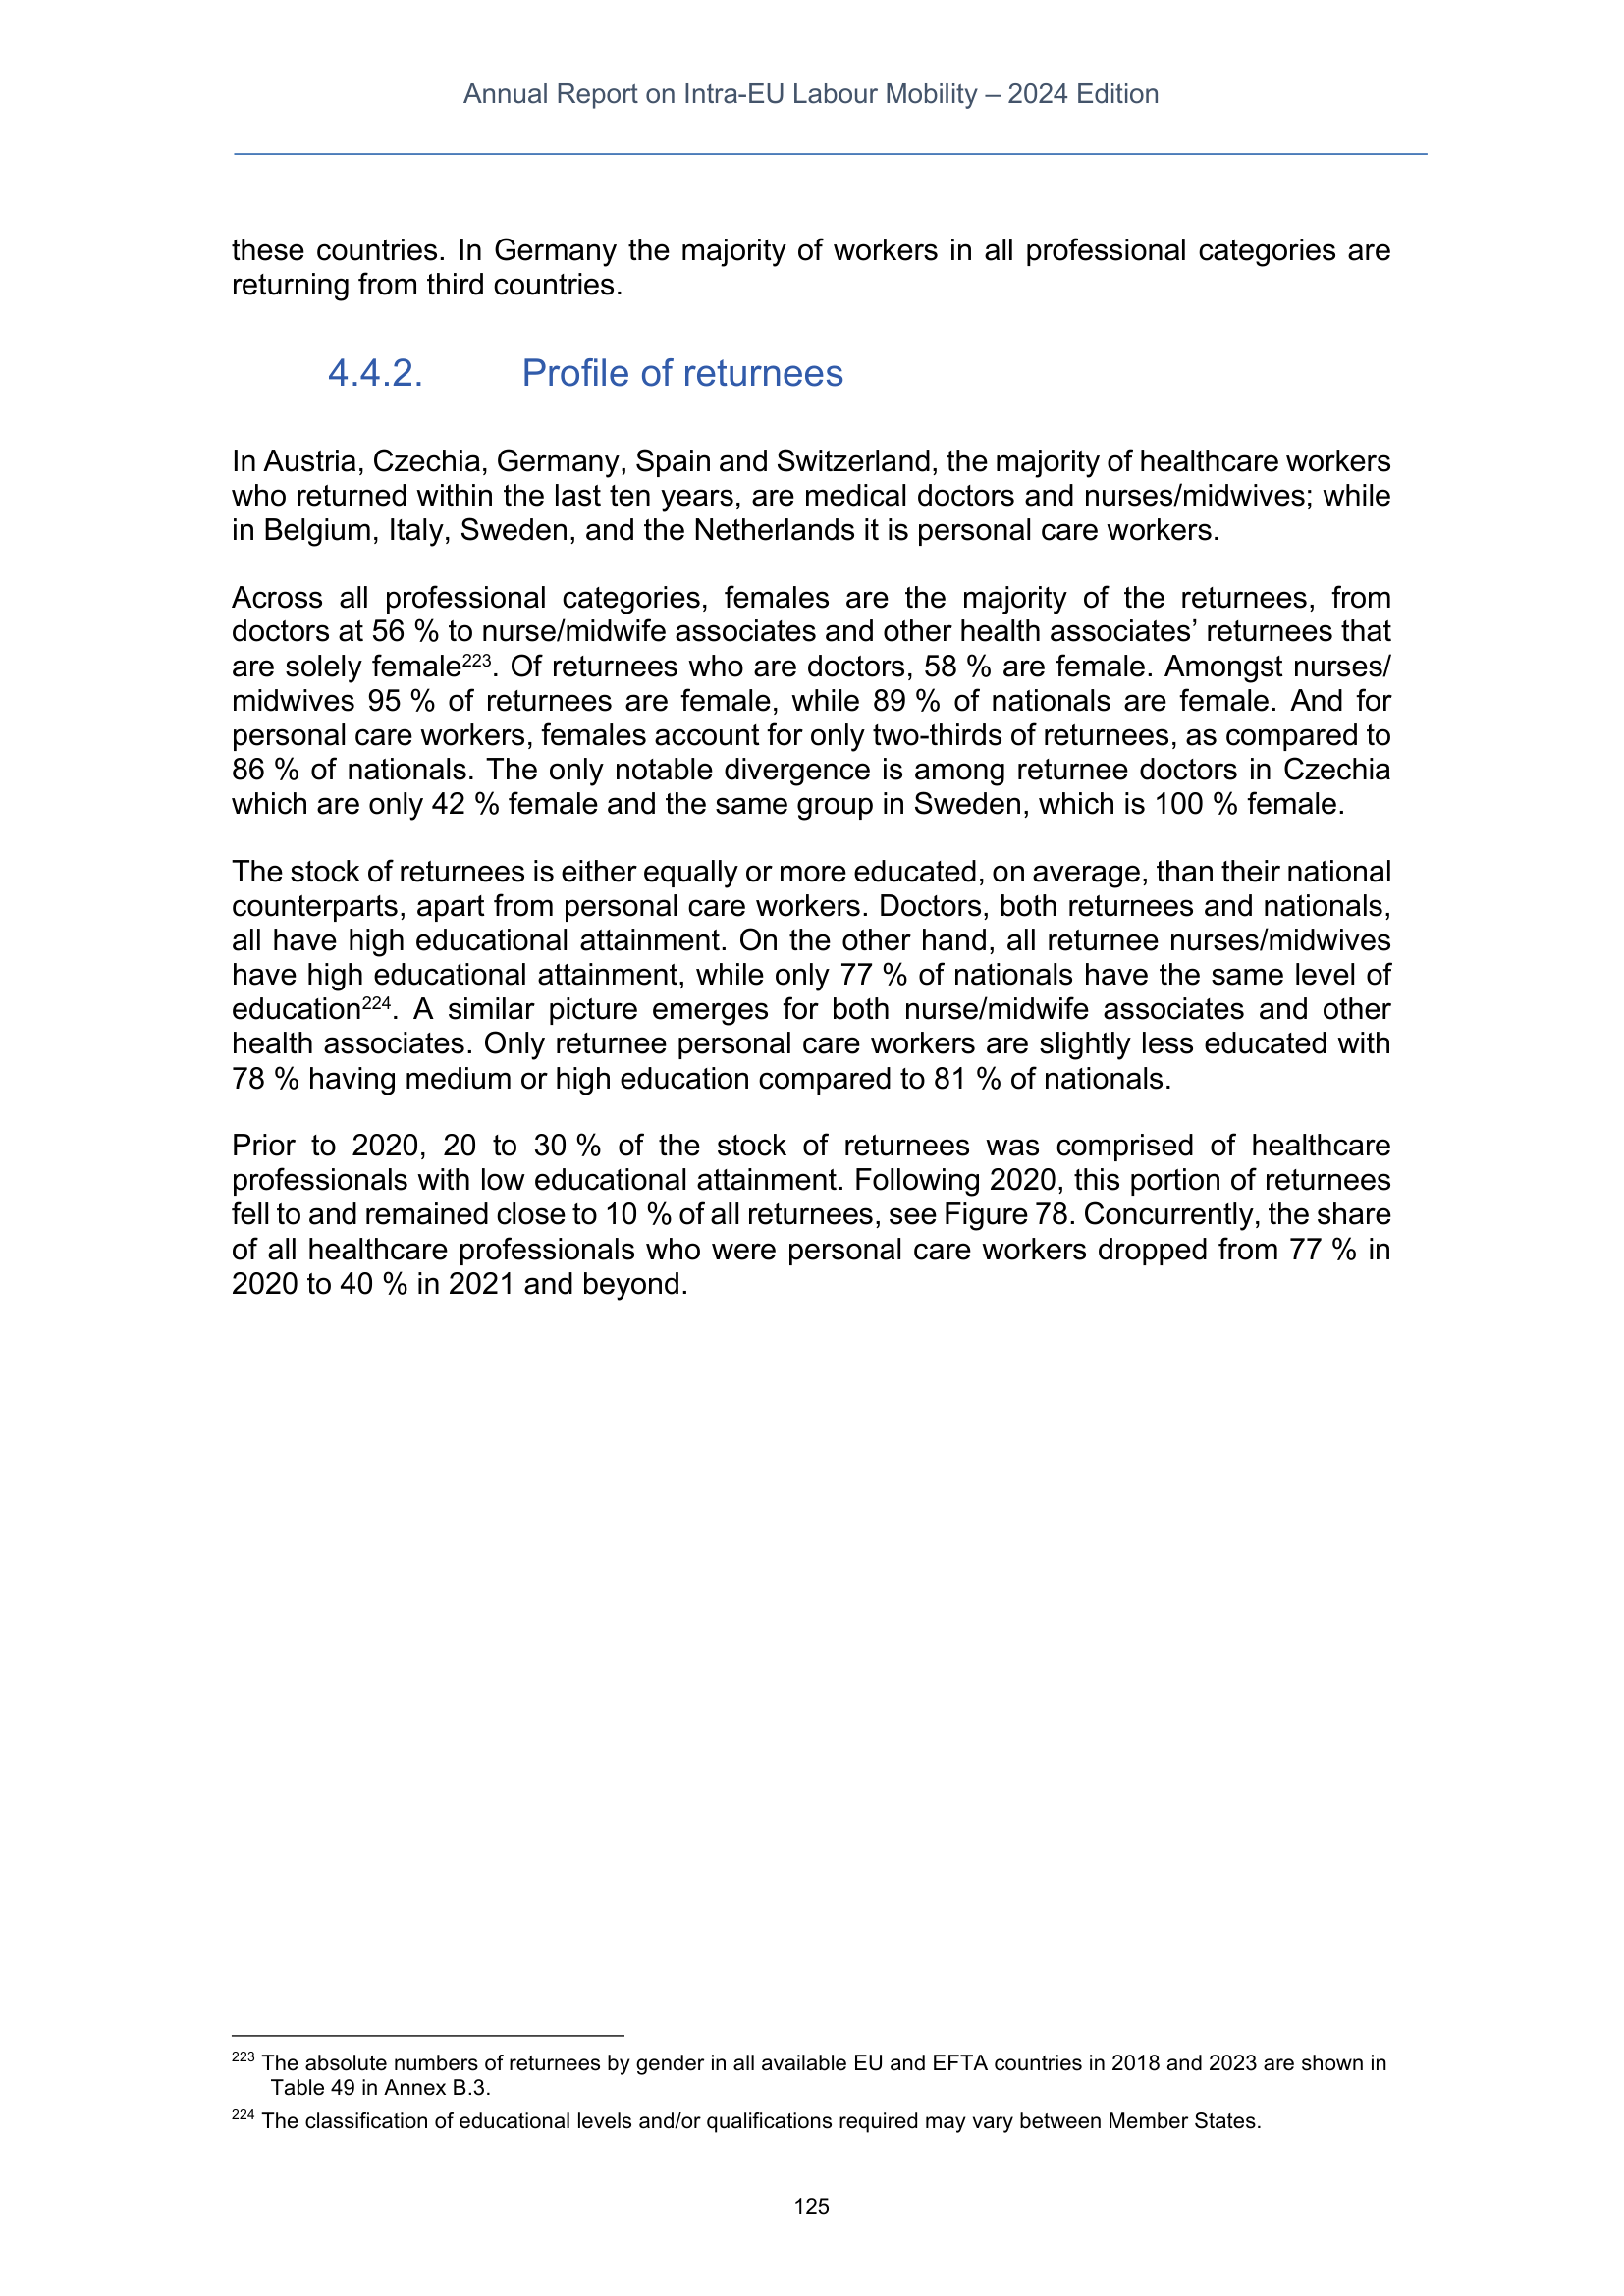 Annual Report on Intra-EU Labour Mobility – 2024 Edition
these countries. In Germany the majority of workers in all professional categories are
returning from third countries.
4.4.2. Profile of returnees
In Austria, Czechia, Germany, Spain and Switzerland, the majority of healthcare workers
who returned within the last ten years, are medical doctors and nurses/midwives; while
in Belgium, Italy, Sweden, and the Netherlands it is personal care workers.
Across all professional categories, females are the majority of the returnees, from
doctors at 56 % to nurse/midwife associates and other health associates’ returnees that
are solely female223. Of returnees who are doctors, 58 % are female. Amongst nurses/
midwives 95 % of returnees are female, while 89 % of nationals are female. And for
personal care workers, females account for only two-thirds of returnees, as compared to
86 % of nationals. The only notable divergence is among returnee doctors in Czechia
which are only 42 % female and the same group in Sweden, which is 100 % female.
The stock of returnees is either equally or more educated, on average, than their national
counterparts, apart from personal care workers. Doctors, both returnees and nationals,
all have high educational attainment. On the other hand, all returnee nurses/midwives
have high educational attainment, while only 77 % of nationals have the same level of
education224. A similar picture emerges for both nurse/midwife associates and other
health associates. Only returnee personal care workers are slightly less educated with
78 % having medium or high education compared to 81 % of nationals.
Prior to 2020, 20 to 30 % of the stock of returnees was comprised of healthcare
professionals with low educational attainment. Following 2020, this portion of returnees
fell to and remained close to 10 % of all returnees, see Figure 78. Concurrently, the share
of all healthcare professionals who were personal care workers dropped from 77 % in
2020 to 40 % in 2021 and beyond.
223 The absolute numbers of returnees by gender in all available EU and EFTA countries in 2018 and 2023 are shown in
Table 49 in Annex B.3.
224 The classification of educational levels and/or qualifications required may vary between Member States.
125